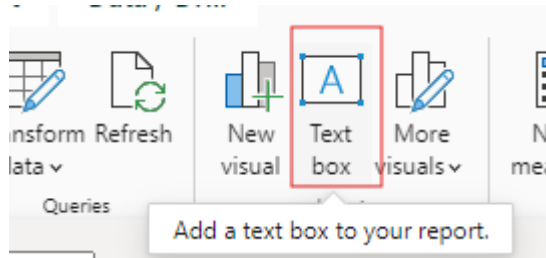 Refresh
New visual
Text box
More visuals
Queries
Add a text box to your report.
A